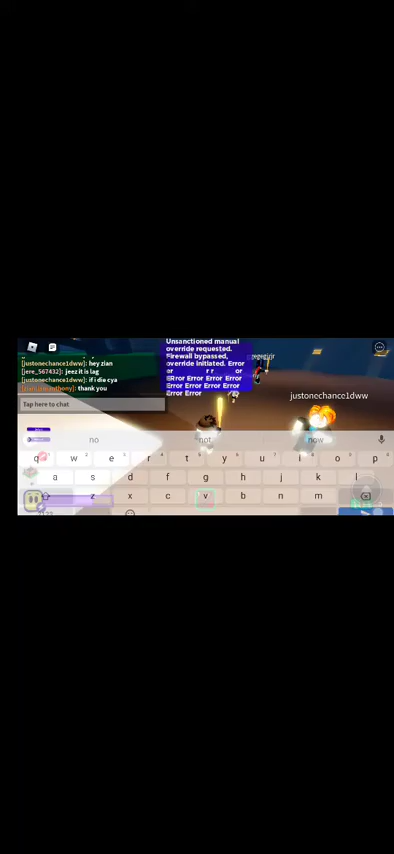 Unsanctioned manual
override requested.
Firewall bypassed,
override Initiated. Error
[justonechance1dww]: hey zian
[jere_567432]: jeez it is lag
[justonechance1dww]: if i die cya
thank you
Error Error Error
Error Error Error Error
Error Error
justonechance1dww
Tap here to chat
no not now
q w e r t y u i o p
a s d f g h j k l
z x c v b n m